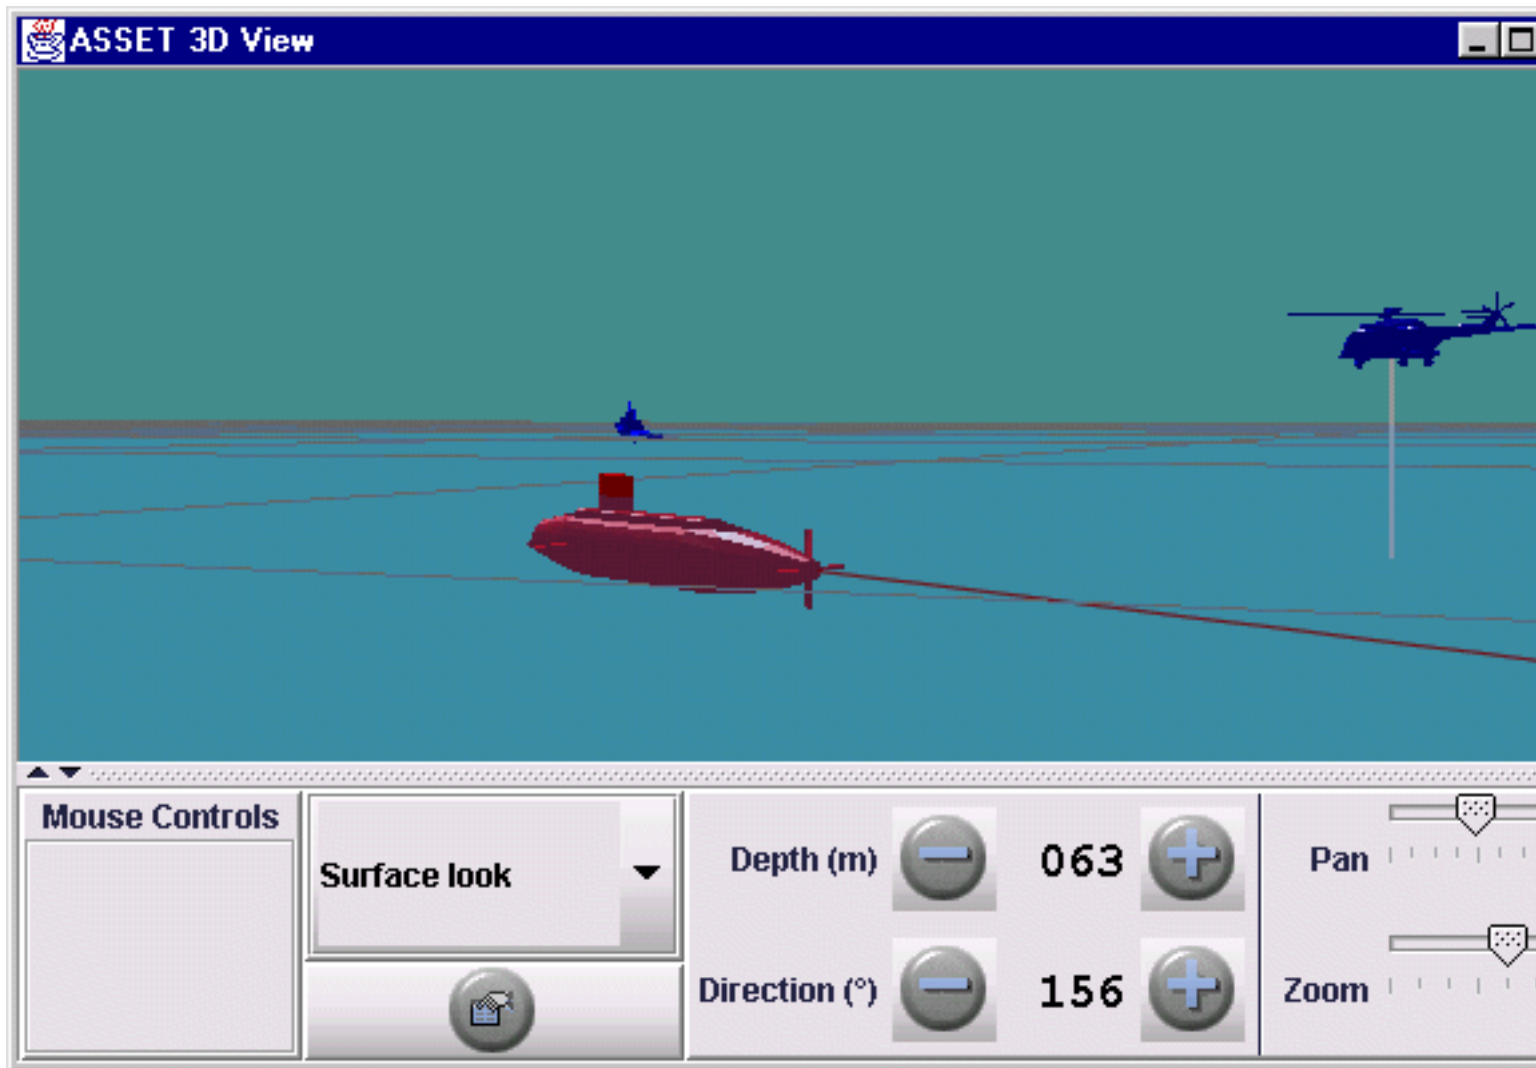 ASSET 3D View
Mouse Controls
Surface look
Depth (m) 063
Direction (°) 156
Pan
Zoom